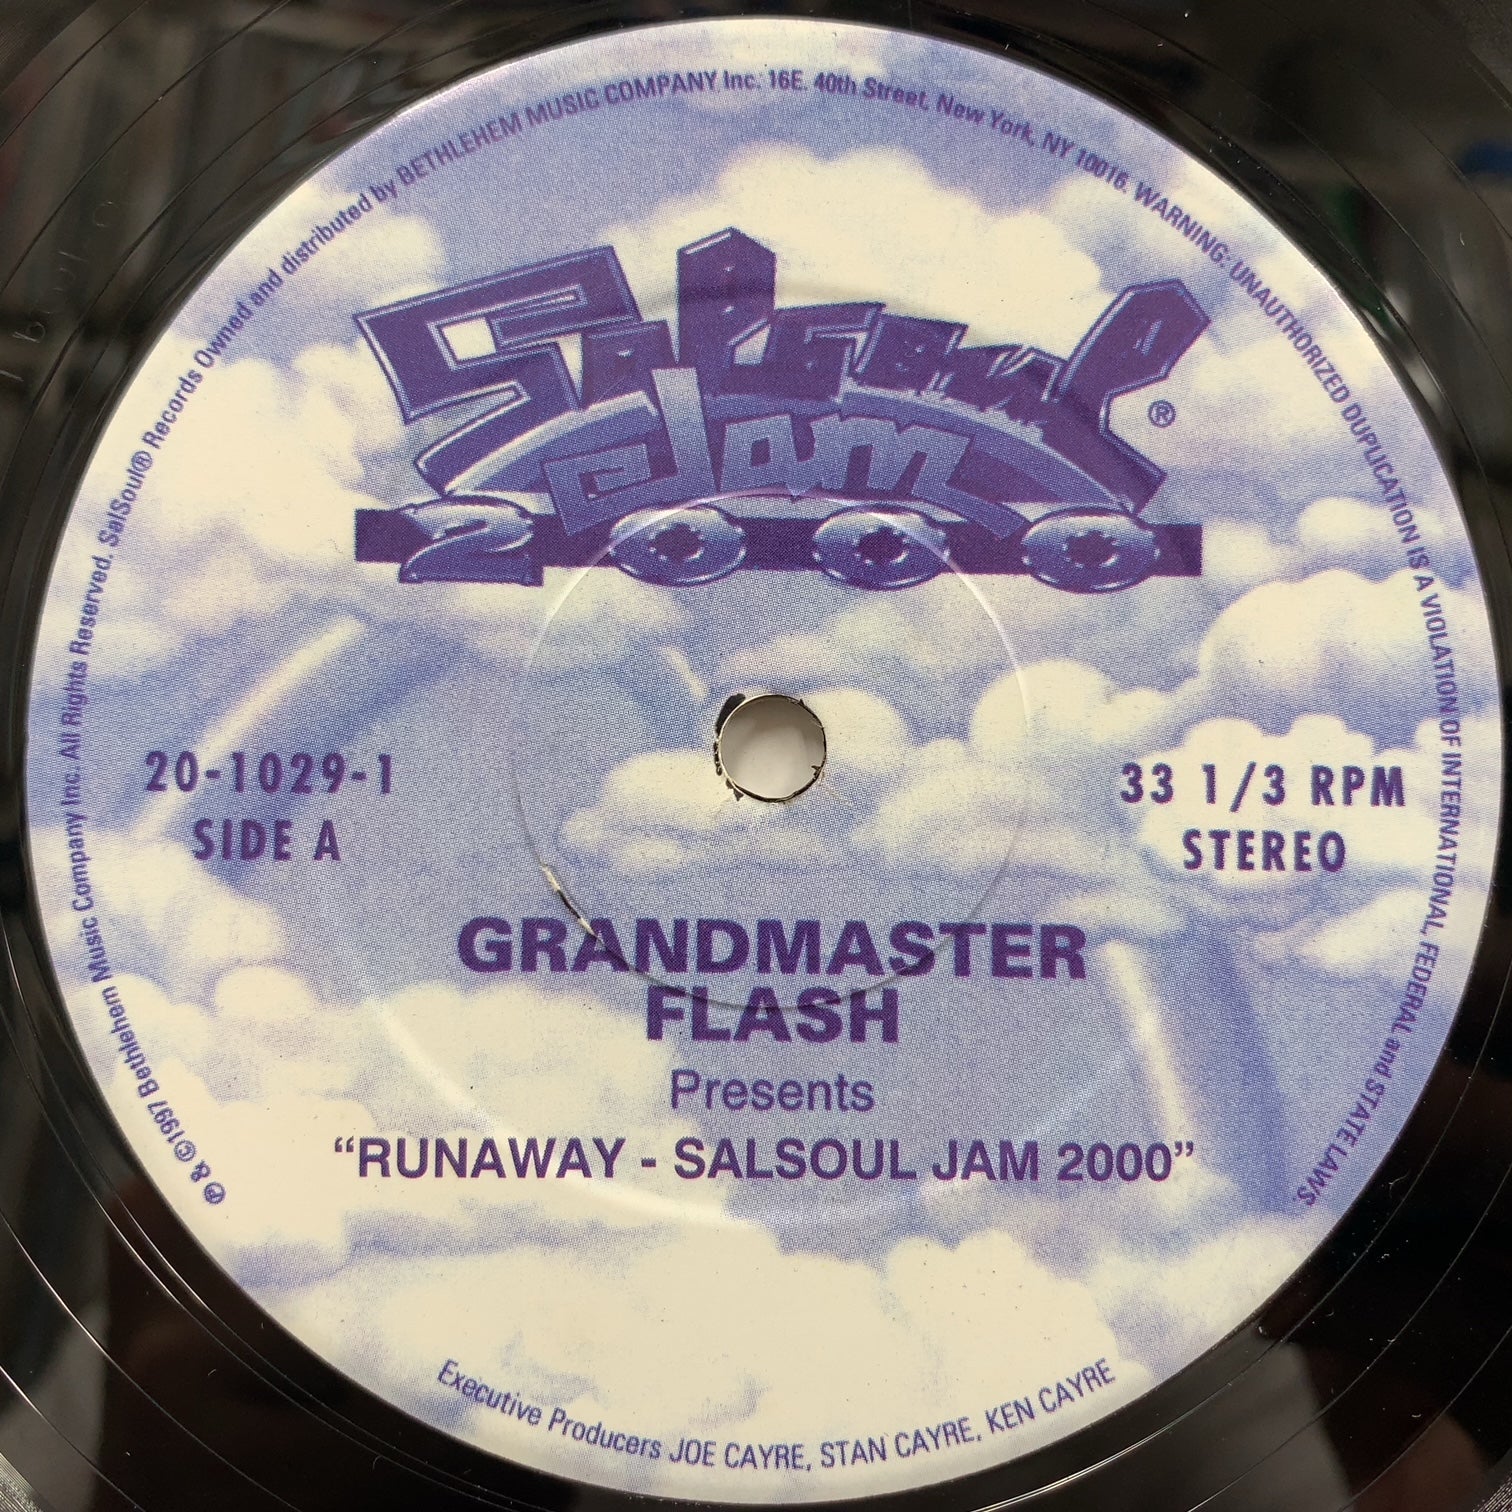 ℗ & ©1997 Bethlehem Music Company Inc. All Rights Reserved. SalSoul® Records Owned and distributed by BETHLEHEM MUSIC COMPANY Inc. 16E. 40th Street, New York, NY 10016. WARNING: UNAUTHORIZED DUPLICATION IS A VIOLATION OF INTERNATIONAL, FEDERAL and STATE LAWS.
Salsoul®
Jam
2000
20-1029-1
SIDE A
33 1/3 RPM
STEREO
GRANDMASTER
FLASH
Presents
“RUNAWAY - SALSOUL JAM 2000”
Executive Producers JOE CAYRE, STAN CAYRE, KEN CAYRE